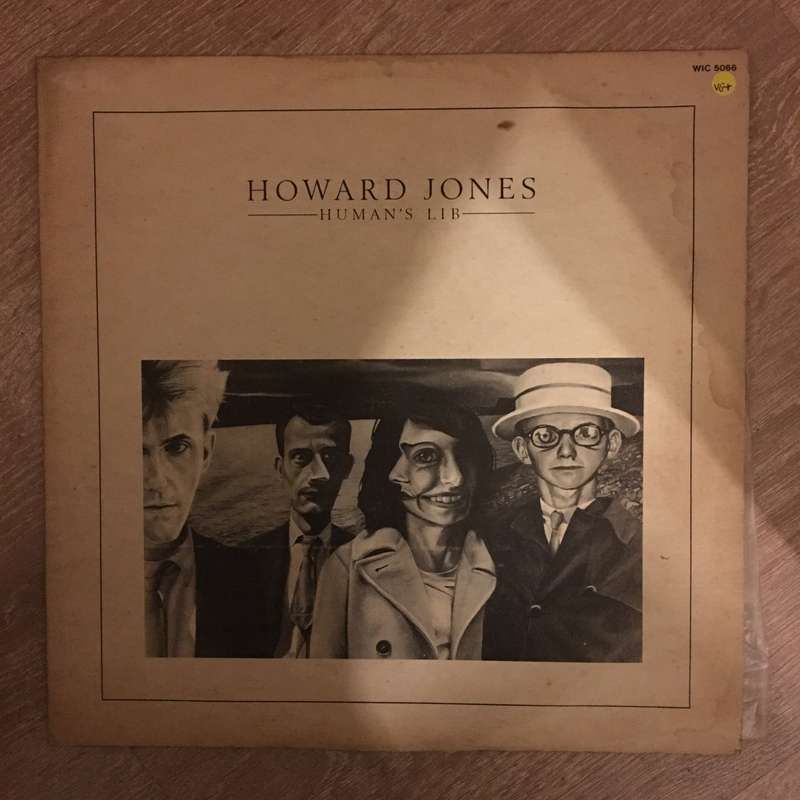 WIC 5066
VG+
HOWARD JONES
HUMAN'S LIB